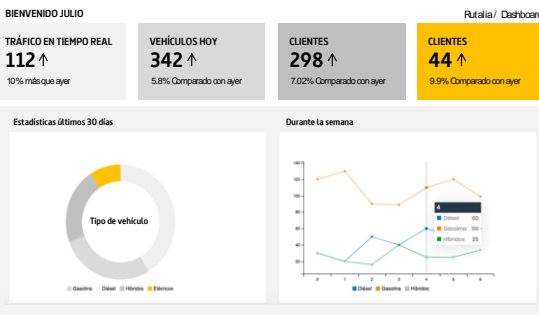 BIENVENIDO JULIO
Rutalia / Dashboard
TRÁFICO EN TIEMPO REAL
112 ↑
10% más que ayer
VEHÍCULOS HOY
342 ↑
5.8% Comparado con ayer
CLIENTES
298 ↑
7.02% Comparado con ayer
CLIENTES
44 ↑
9.9% Comparado con ayer
Estadísticas últimos 30 días
Tipo de vehículo
Gasolina Diésel Híbridos Eléctricos
Durante la semana
140
120
100
80
60
40
20
4
Diésel 60
Gasolina 110
Híbridos 25
0 1 2 3 4 5 6
Diésel Gasolina Híbridos